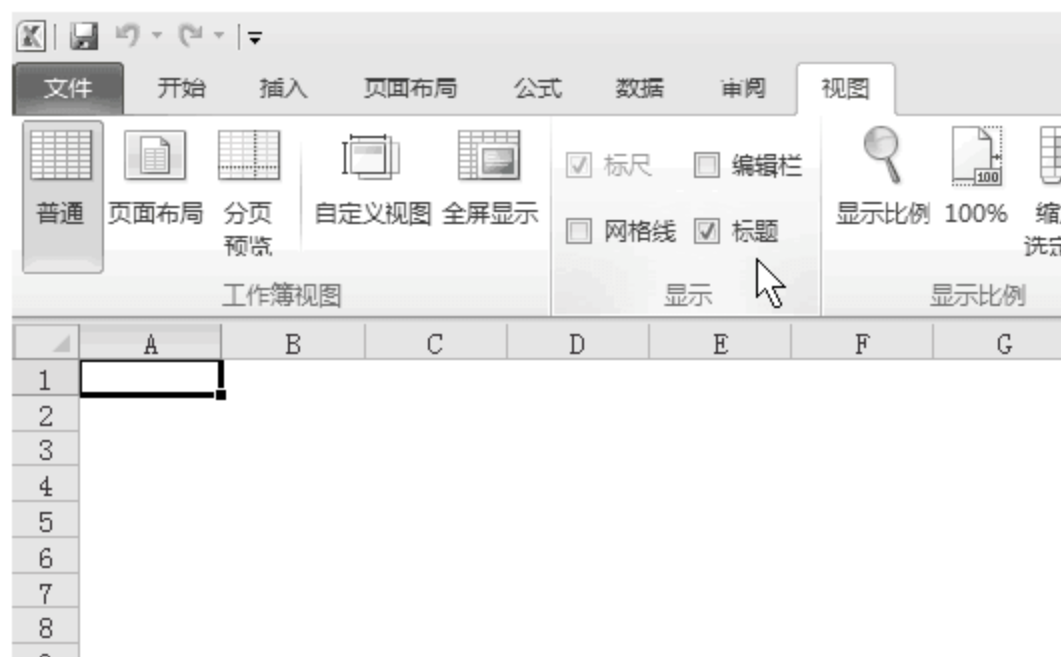 文件 开始 插入 页面布局 公式 数据 审阅 视图
标尺 编辑栏
普通 页面布局 分页 自定义视图 全屏显示 显示比例 100%
预览 网格线 标题
工作簿视图 显示 显示比例
A B C D E F G
1
2
3
4
5
6
7
8